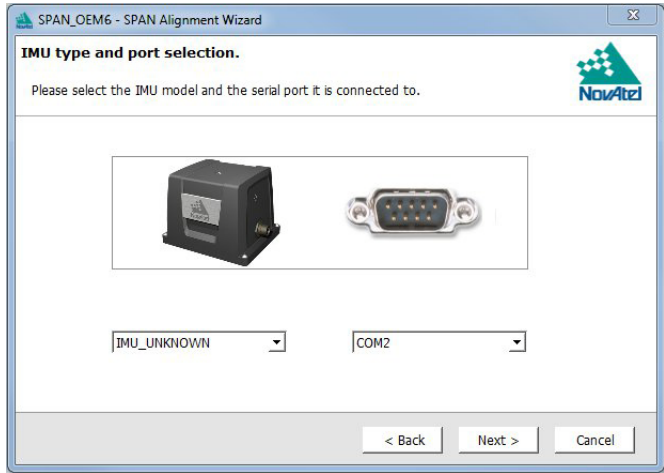 SPAN_OEM6 - SPAN Alignment Wizard
IMU type and port selection.
Please select the IMU model and the serial port it is connected to.
NovAtel
IMU_UNKNOWN
COM2
< Back
Next >
Cancel